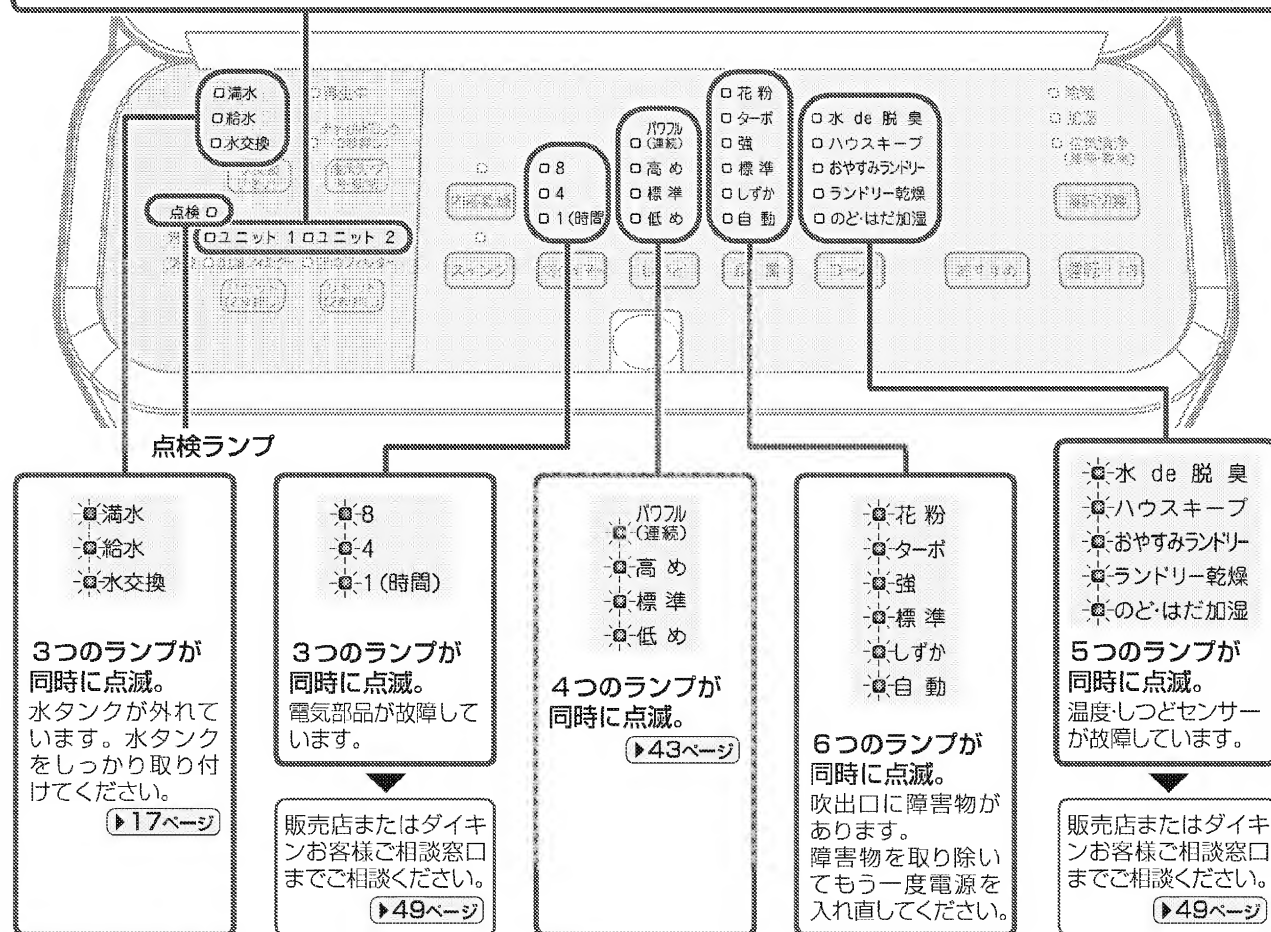 満水
給水
水交換
点検
ユニット 1 ユニット 2
8
4
1(時間
パワフル
(連続)
高 め
標 準
低 め
花 粉
ターボ
強
標 準
しずか
自 動
水 de 脱 臭
ハウスキープ
おやすみランドリー
ランドリー乾燥
のど・はだ加湿
点検ランプ
満水
給水
水交換
3つのランプが
同時に点滅。
水タンクが外れて
います。水タンク
をしっかり取り付
けてください。
▶17ページ
8
4
1(時間)
3つのランプが
同時に点滅。
電気部品が故障して
います。
販売店またはダイキ
ンお客様ご相談窓口
までご相談ください。
▶49ページ
パワフル
(連続)
高 め
標 準
低 め
4つのランプが
同時に点滅。
▶43ページ
花 粉
ターボ
強
標 準
しずか
自 動
6つのランプが
同時に点滅。
吹出口に障害物が
あります。
障害物を取り除い
てもう一度電源を
入れ直してください。
水 de 脱 臭
ハウスキープ
おやすみランドリー
ランドリー乾燥
のど・はだ加湿
5つのランプが
同時に点滅。
温度・しつどセンサー
が故障しています。
販売店またはダイキ
ンお客様ご相談窓口
までご相談ください。
▶49ページ